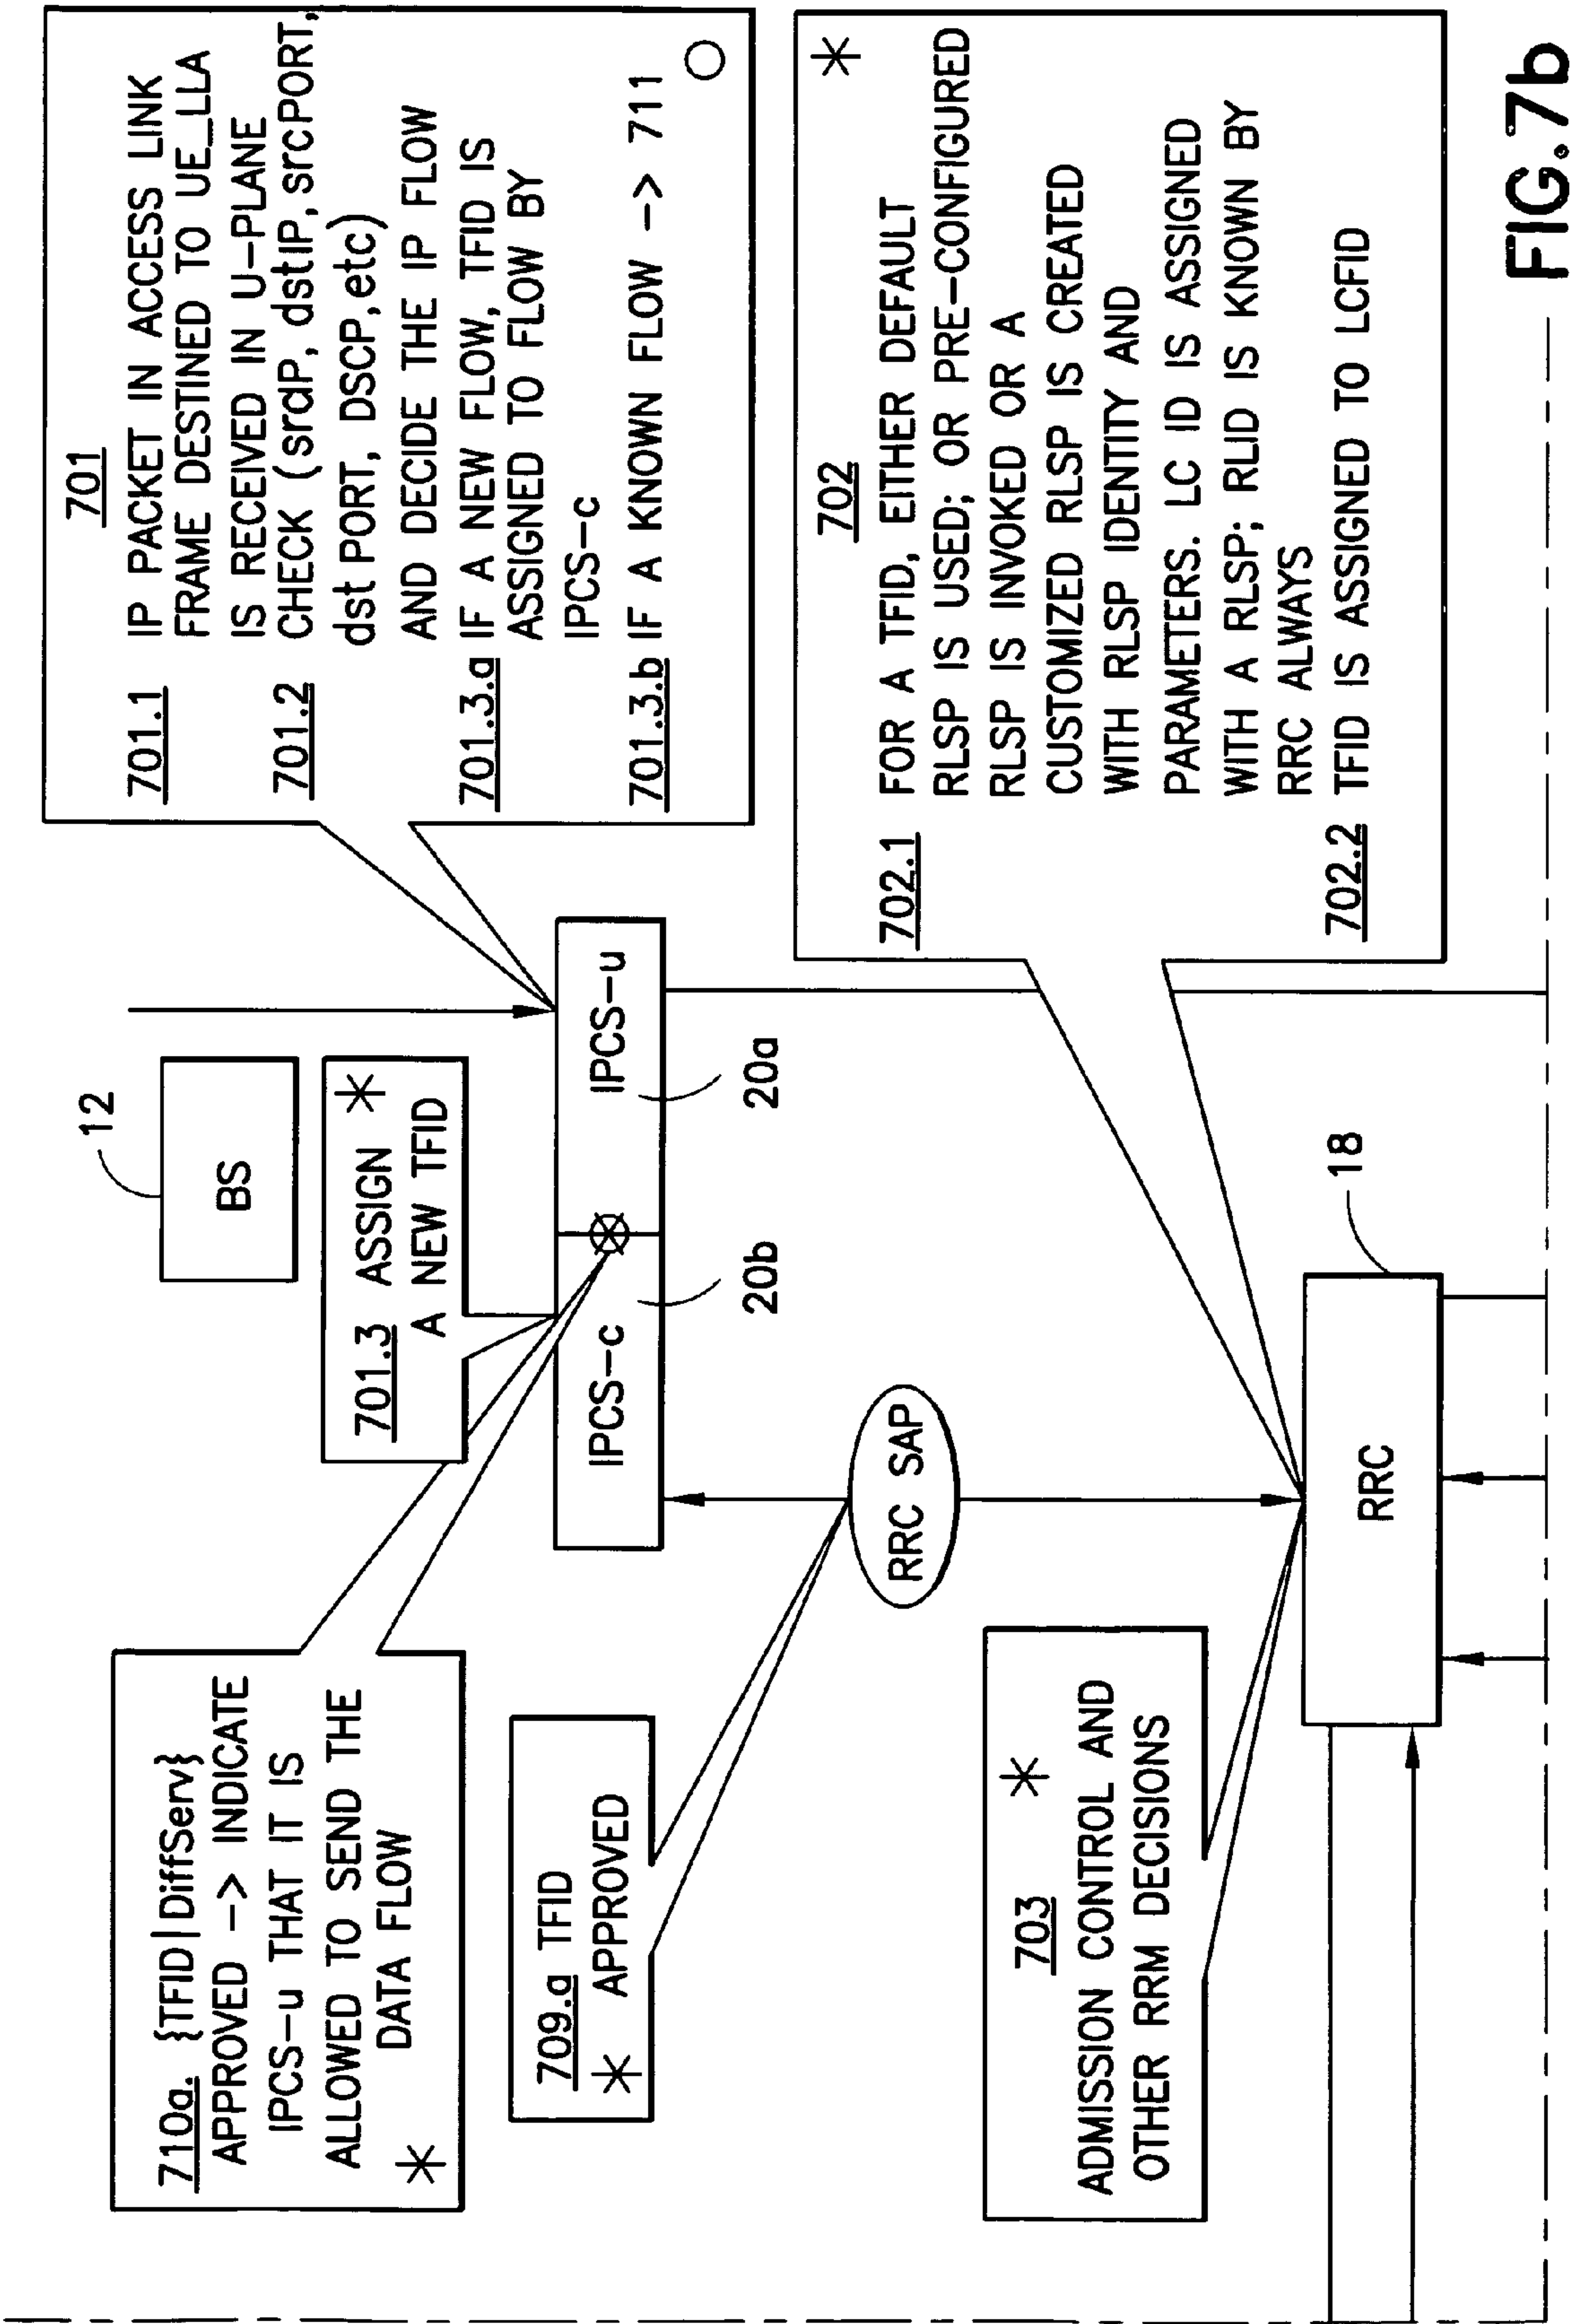 12
BS
710a. {TFID|DiffServ}
APPROVED -> INDICATE
IPCS-u THAT IT IS
ALLOWED TO SEND THE
DATA FLOW
*
701.3 ASSIGN *
A NEW TFID
701
701.1 IP PACKET IN ACCESS LINK
FRAME DESTINED TO UE_LLA
IS RECEIVED IN U-PLANE
701.2 CHECK (srdP, dstIP, srcPORT,
dst PORT, DSCP, etc)
AND DECIDE THE IP FLOW
701.3.a IF A NEW FLOW, TFID IS
ASSIGNED TO FLOW BY
IPCS-c
701.3.b IF A KNOWN FLOW -> 711
709.a TFID
* APPROVED
IPCS-c
IPCS-u
20b
20a
RRC SAP
702 *
702.1 FOR A TFID, EITHER DEFAULT
RLSP IS USED; OR PRE-CONFIGURED
RLSP IS INVOKED OR A
CUSTOMIZED RLSP IS CREATED
WITH RLSP IDENTITY AND
PARAMETERS. LC ID IS ASSIGNED
WITH A RLSP; RLID IS KNOWN BY
RRC ALWAYS
702.2 TFID IS ASSIGNED TO LCFID
703 *
ADMISSION CONTROL AND
OTHER RRM DECISIONS
18
RRC
FIG.7b